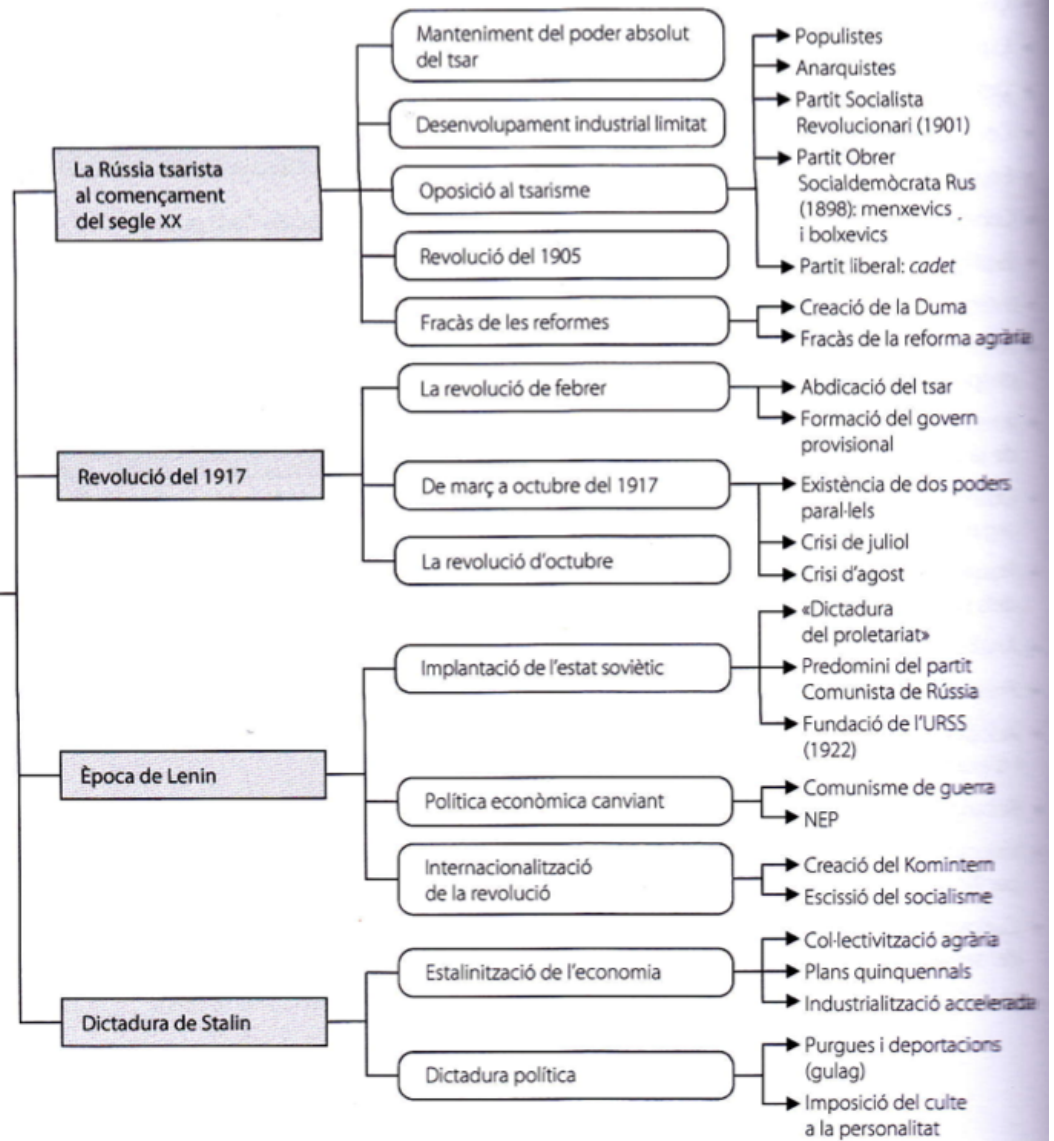 La Rússia tsarista
al començament
del segle XX
Manteniment del poder absolut
del tsar
Desenvolupament industrial limitat
Oposició al tsarisme
Populistes
Anarquistes
Partit Socialista
Revolucionari (1901)
Partit Obrer
Socialdemòcrata Rus
(1898): menxevics
i bolxevics
Partit liberal: cadet
Revolució del 1905
Fracàs de les reformes
Creació de la Duma
Fracàs de la reforma agrària
Revolució del 1917
La revolució de febrer
Abdicació del tsar
Formació del govern
provisional
De març a octubre del 1917
Existència de dos poders
paral·lels
Crisi de juliol
Crisi d'agost
La revolució d'octubre
Època de Lenin
Implantació de l'estat soviètic
«Dictadura
del proletariat»
Predomini del partit
Comunista de Rússia
Fundació de l'URSS
(1922)
Política econòmica canviant
Comunisme de guerra
NEP
Internacionalització
de la revolució
Creació del Komintern
Escissió del socialisme
Dictadura de Stalin
Estalinització de l'economia
Col·lectivització agrària
Plans quinquennals
Industrialització accelerada
Dictadura política
Purgues i deportacions
(gulag)
Imposició del culte
a la personalitat